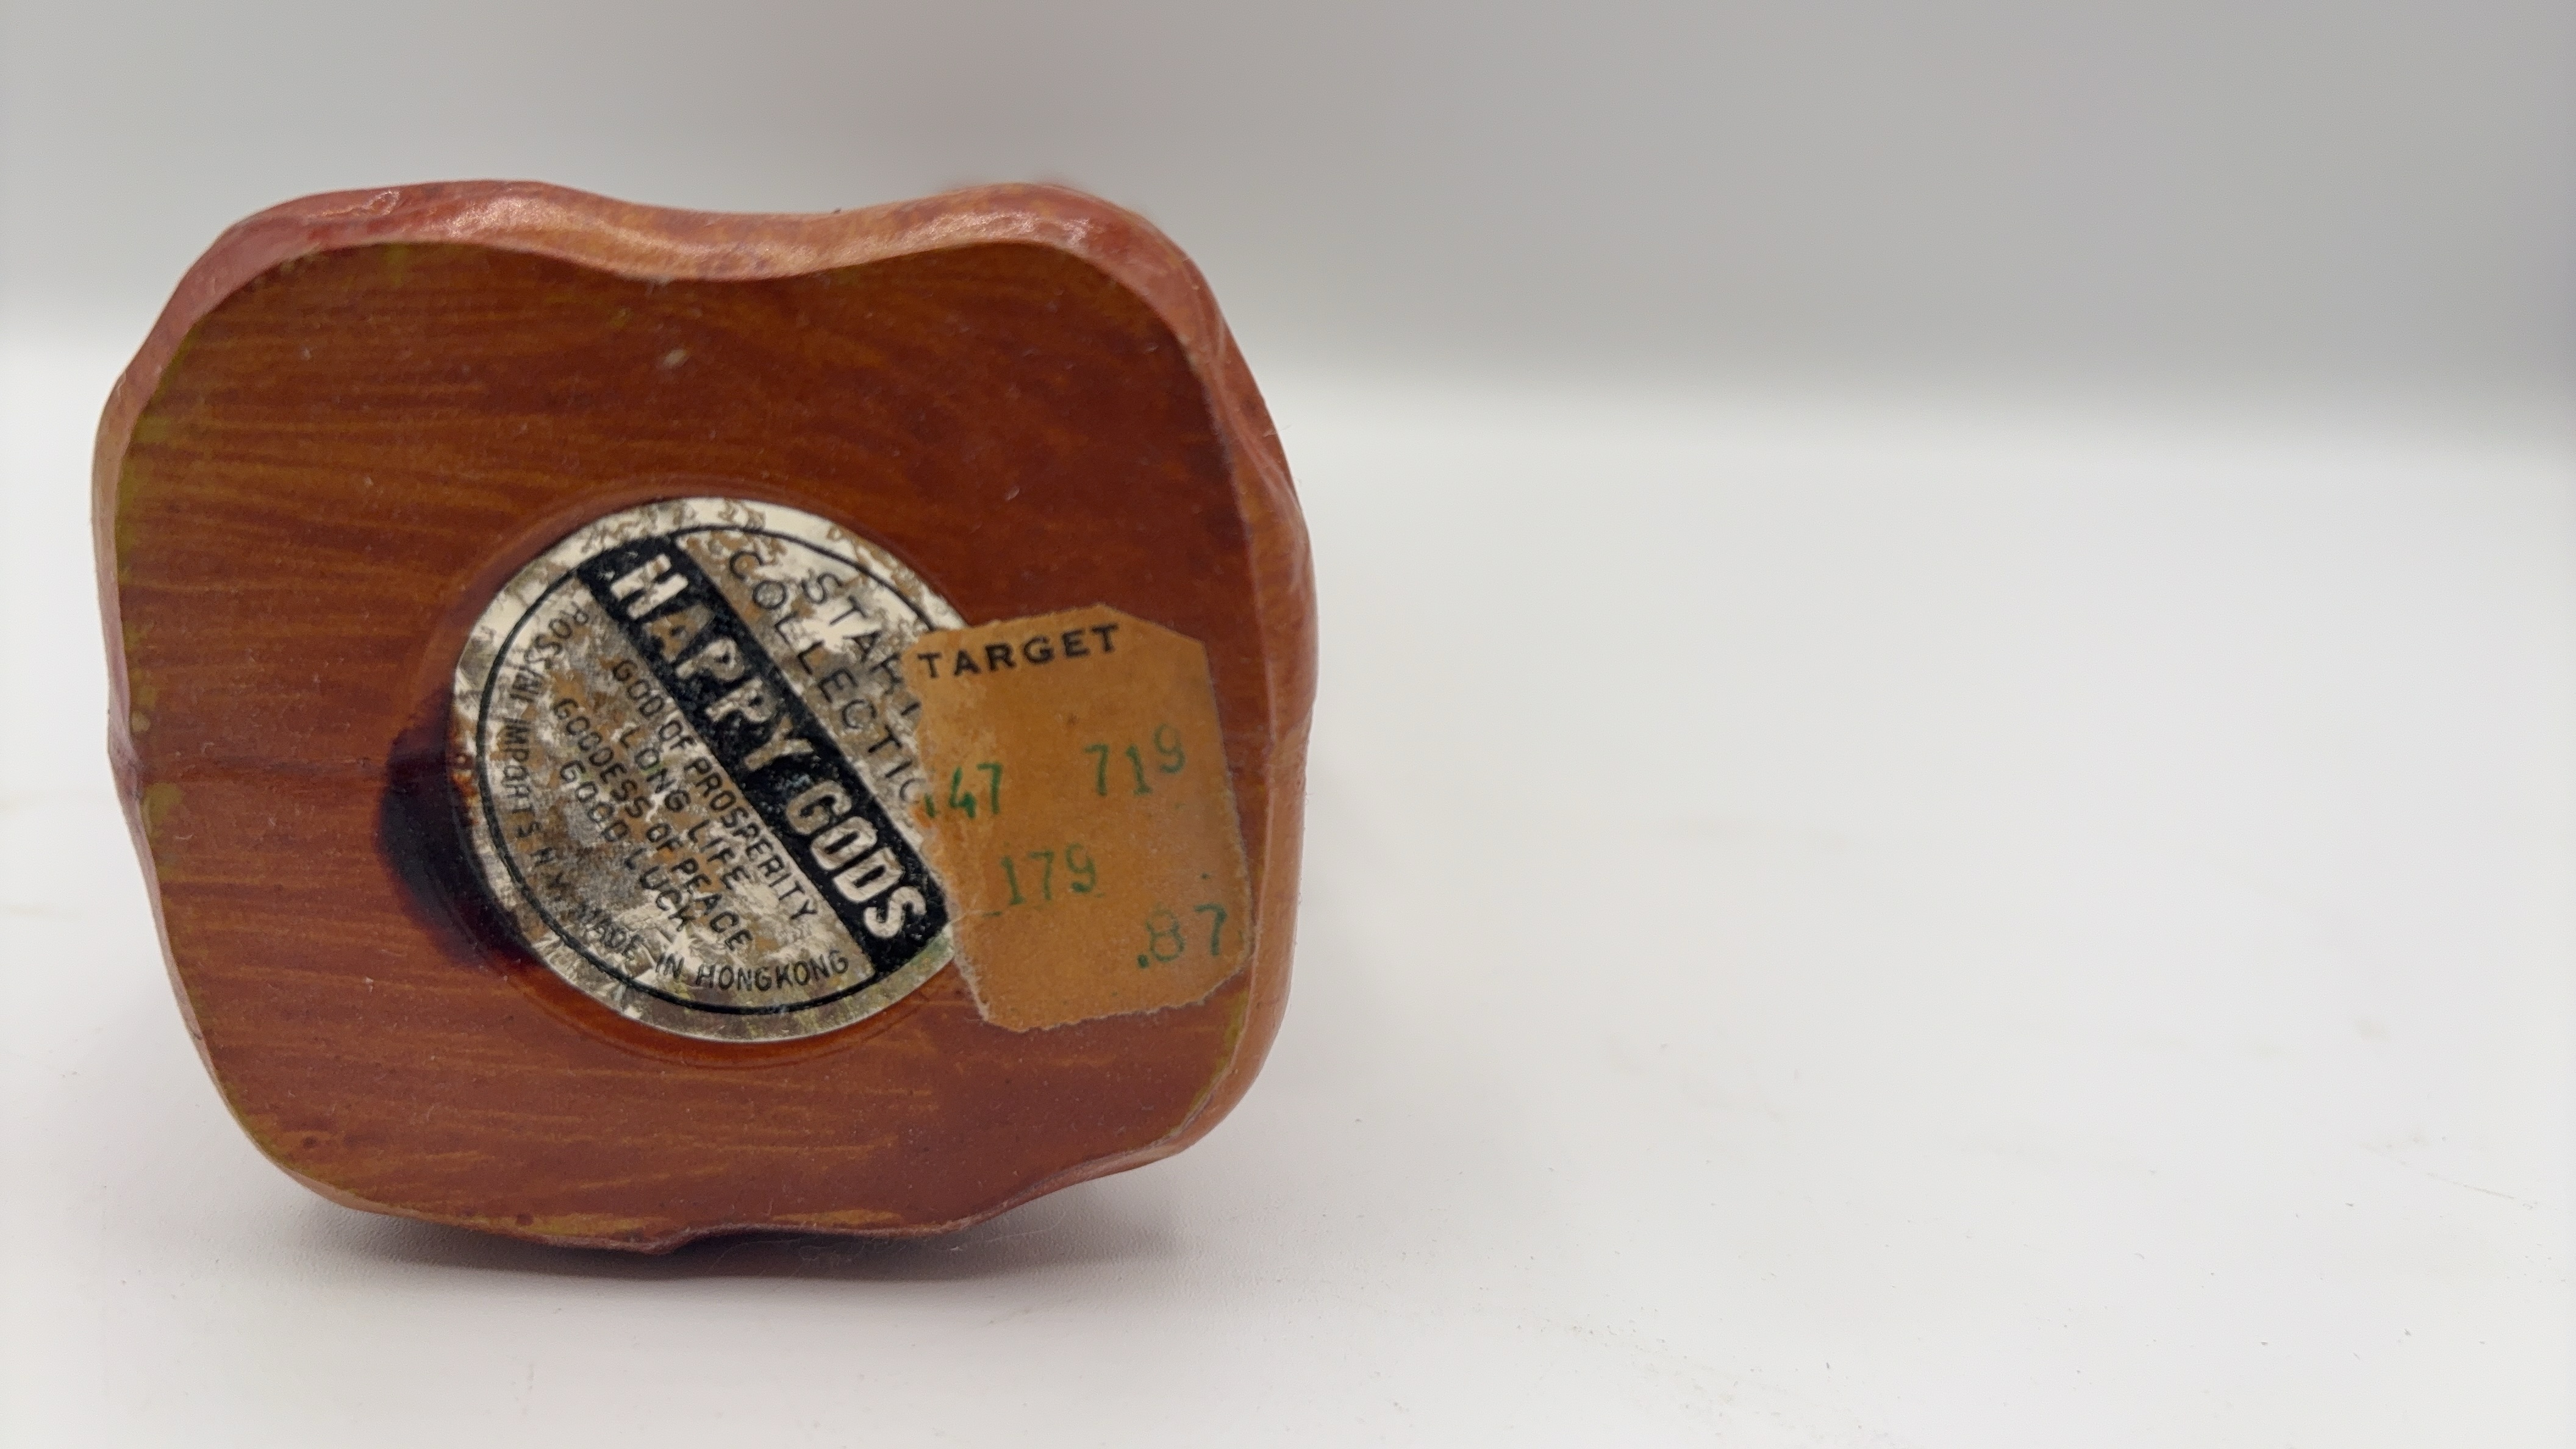 STAR
COLLECTIO
HAPPY GODS
GOD OF PROSPERITY
LONG LIFE
GODDESS OF PEACE
GOOD LUCK
ROSSINI IMPORTS N.Y. MADE IN HONGKONG
TARGET
47 719
179
.87